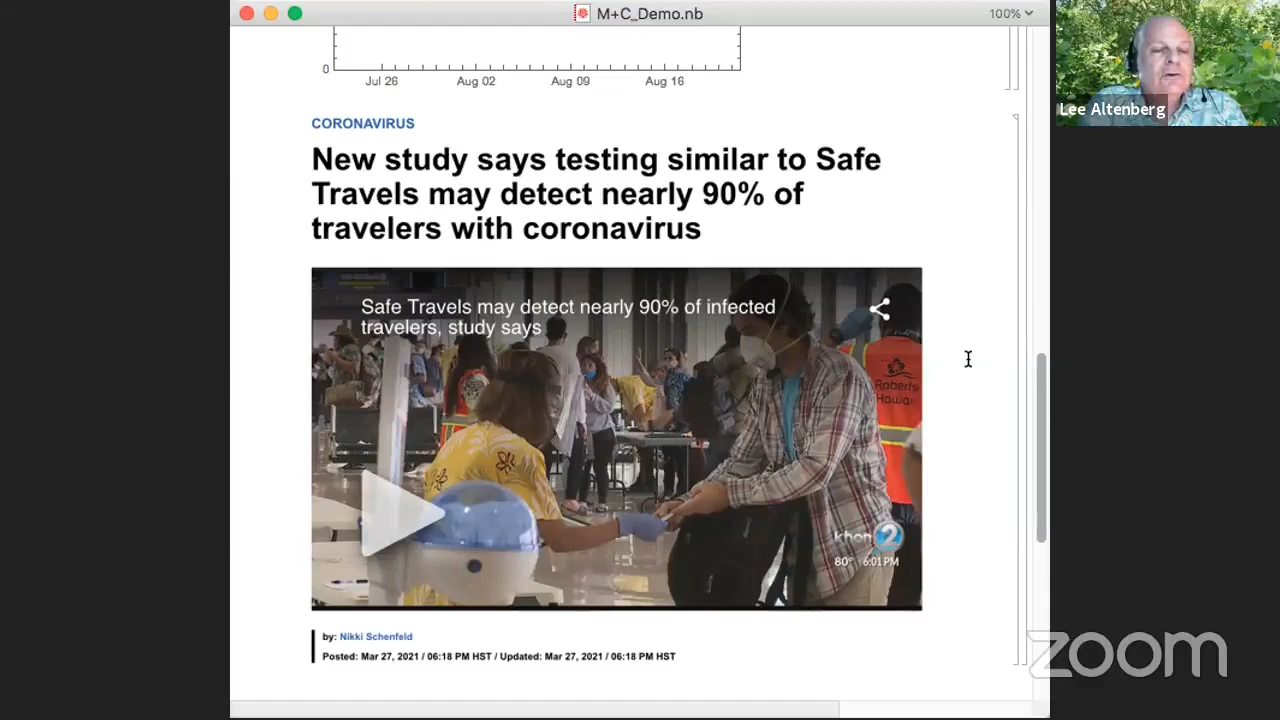 M+C_Demo.nb
100%
0
Jul 26
Aug 02
Aug 09
Aug 16
Lee Altenberg
CORONAVIRUS
New study says testing similar to Safe
Travels may detect nearly 90% of
travelers with coronavirus
Safe Travels may detect nearly 90% of infected
travelers, study says
Roberts
Hawaii
khon 2
80° 6:01PM
by: Nikki Schenfeld
Posted: Mar 27, 2021 / 06:18 PM HST / Updated: Mar 27, 2021 / 06:18 PM HST
zoom